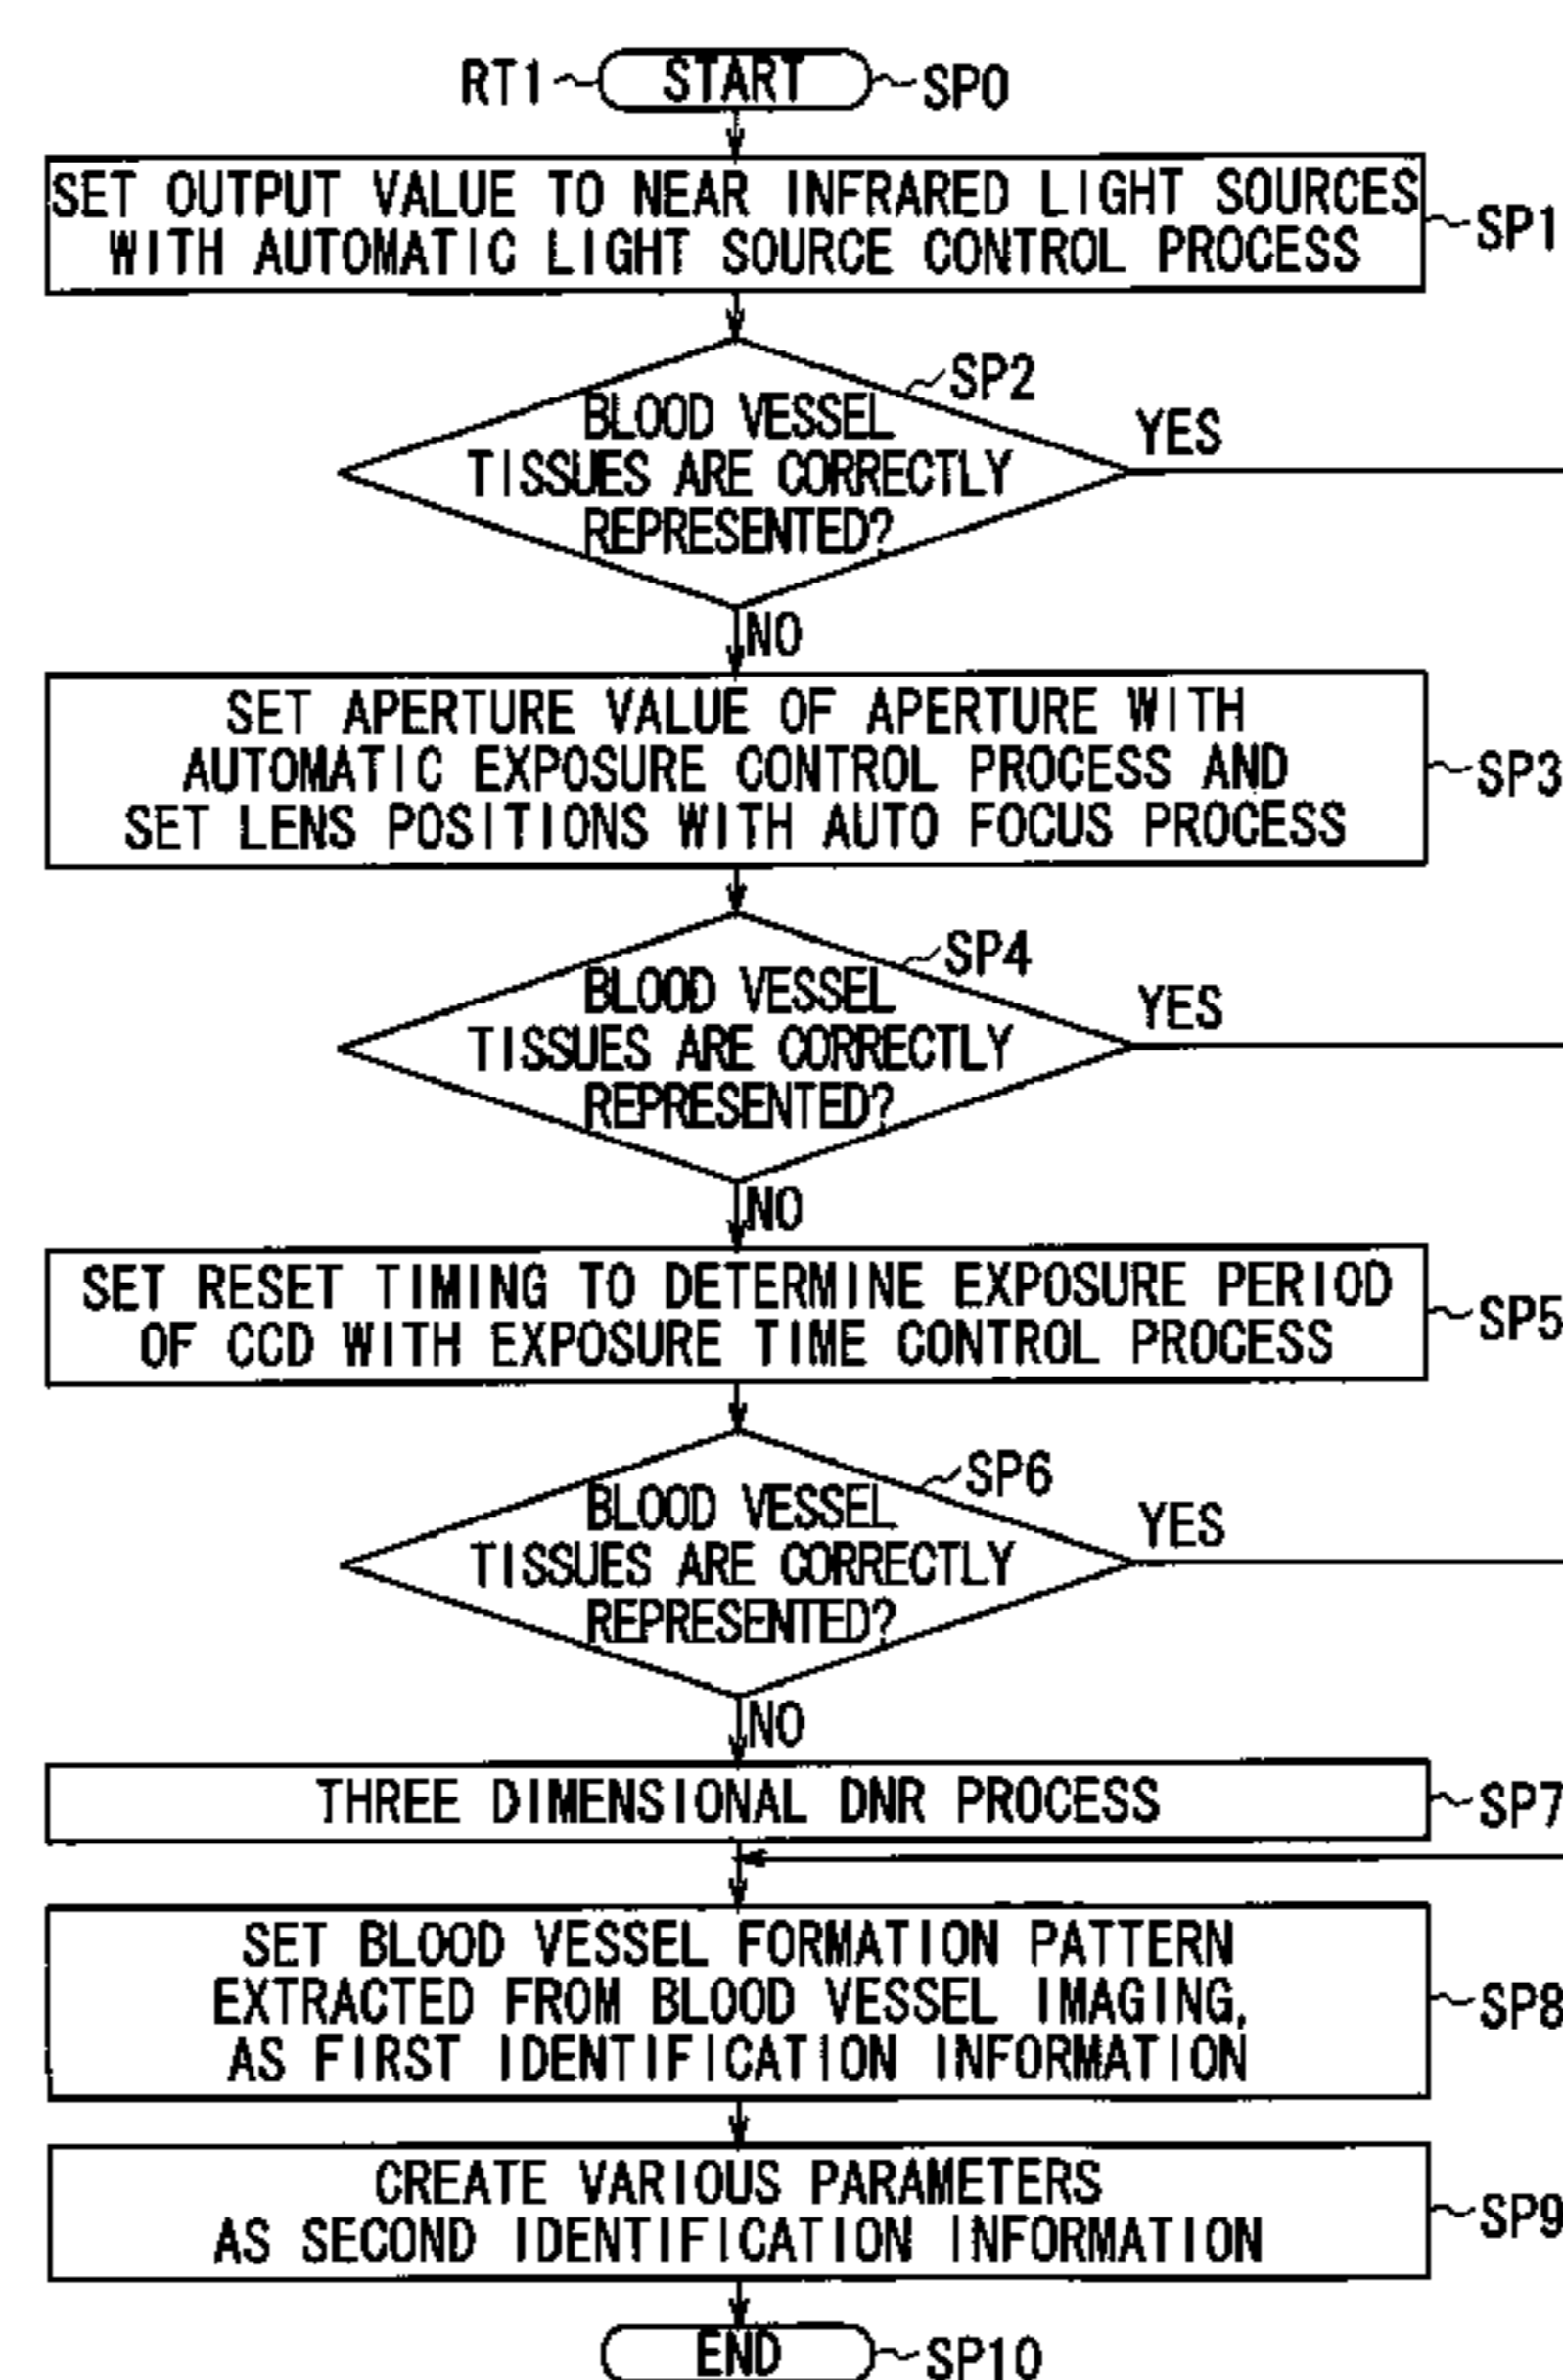 RT1 START SP0
SET OUTPUT VALUE TO NEAR INFRARED LIGHT SOURCES
WITH AUTOMATIC LIGHT SOURCE CONTROL PROCESS
SP1
SP2
BLOOD VESSEL
TISSUES ARE CORRECTLY
REPRESENTED?
YES
NO
SET APERTURE VALUE OF APERTURE WITH
AUTOMATIC EXPOSURE CONTROL PROCESS AND
SET LENS POSITIONS WITH AUTO FOCUS PROCESS
SP3
SP4
BLOOD VESSEL
TISSUES ARE CORRECTLY
REPRESENTED?
YES
NO
SET RESET TIMING TO DETERMINE EXPOSURE PERIOD
OF CCD WITH EXPOSURE TIME CONTROL PROCESS
SP5
SP6
BLOOD VESSEL
TISSUES ARE CORRECTLY
REPRESENTED?
YES
NO
THREE DIMENSIONAL DNR PROCESS
SP7
SET BLOOD VESSEL FORMATION PATTERN
EXTRACTED FROM BLOOD VESSEL IMAGING,
AS FIRST IDENTIFICATION INFORMATION
SP8
CREATE VARIOUS PARAMETERS
AS SECOND IDENTIFICATION INFORMATION
SP9
END SP10